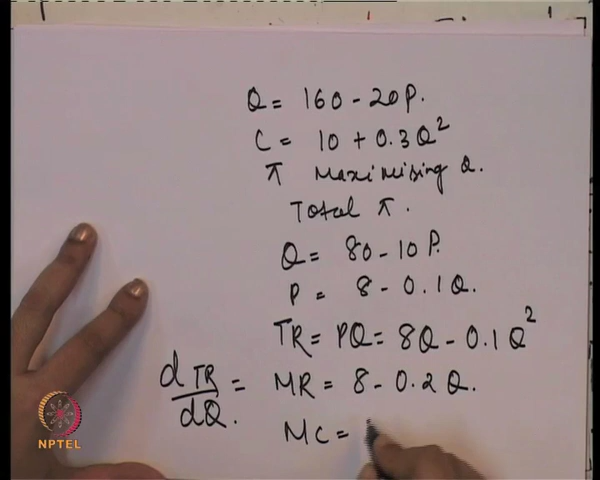 Q = 160 - 20P.
C = 10 + 0.3Q²
π Maximising Q.
Total π.
Q = 80 - 10P.
P = 8 - 0.1Q.
TR = PQ = 8Q - 0.1Q²
dTR/dQ. = MR = 8 - 0.2Q.
MC =
NPTEL